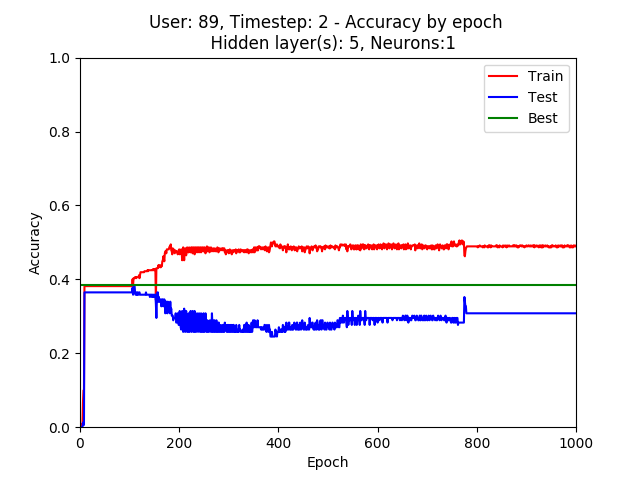 User: 89, Timestep: 2 - Accuracy by epoch
Hidden layer(s): 5, Neurons:1
1.0
0.8
0.6
0.4
0.2
0.0
Accuracy
Train
Test
Best
0 200 400 600 800 1000
Epoch